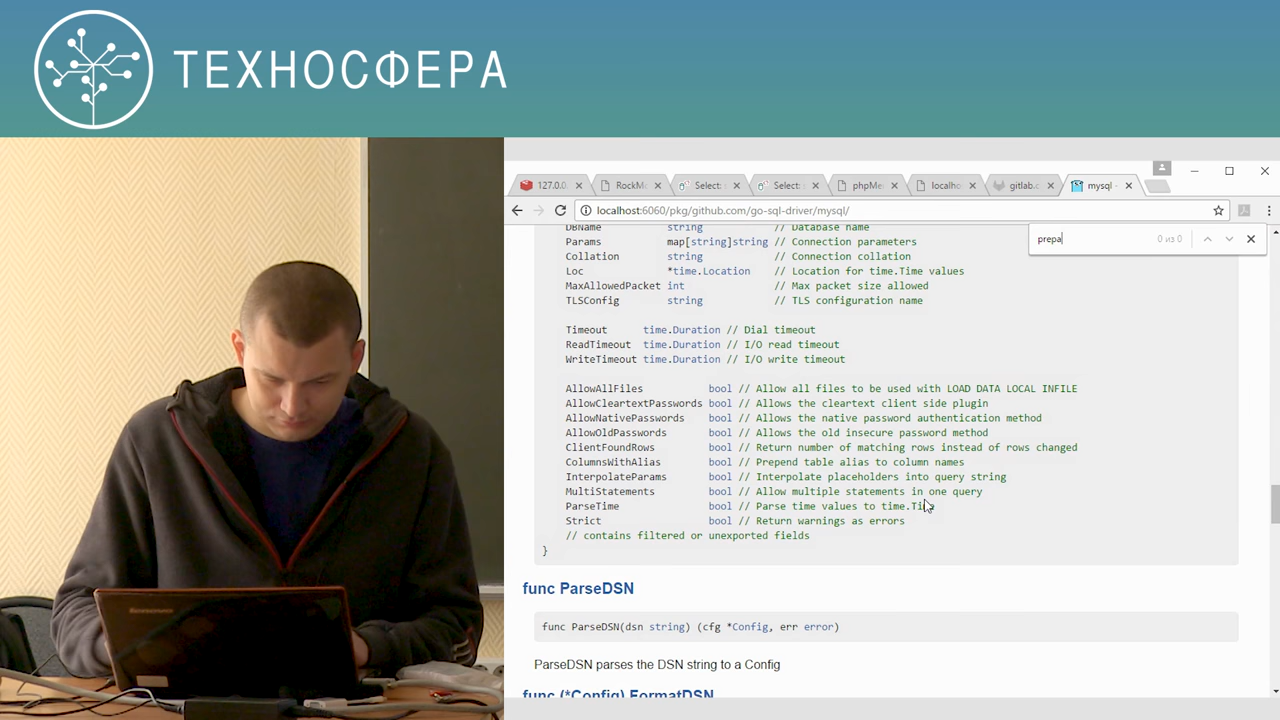 ТЕХНОСФЕРА
127.0.0.
RockM
Select:
Select:
phpMe
localho
gitlab.c
mysql -
localhost:6060/pkg/github.com/go-sql-driver/mysql/
prepa
0 из 0
DBName string // Database name
Params map[string]string // Connection parameters
Collation string // Connection collation
Loc *time.Location // Location for time.Time values
MaxAllowedPacket int // Max packet size allowed
TLSConfig string // TLS configuration name
Timeout time.Duration // Dial timeout
ReadTimeout time.Duration // I/O read timeout
WriteTimeout time.Duration // I/O write timeout
AllowAllFiles bool // Allow all files to be used with LOAD DATA LOCAL INFILE
AllowCleartextPasswords bool // Allows the cleartext client side plugin
AllowNativePasswords bool // Allows the native password authentication method
AllowOldPasswords bool // Allows the old insecure password method
ClientFoundRows bool // Return number of matching rows instead of rows changed
ColumnsWithAlias bool // Prepend table alias to column names
InterpolateParams bool // Interpolate placeholders into query string
MultiStatements bool // Allow multiple statements in one query
ParseTime bool // Parse time values to time.Time
Strict bool // Return warnings as errors
// contains filtered or unexported fields
}
func ParseDSN
func ParseDSN(dsn string) (cfg *Config, err error)
ParseDSN parses the DSN string to a Config
func (*Config) FormatDSN